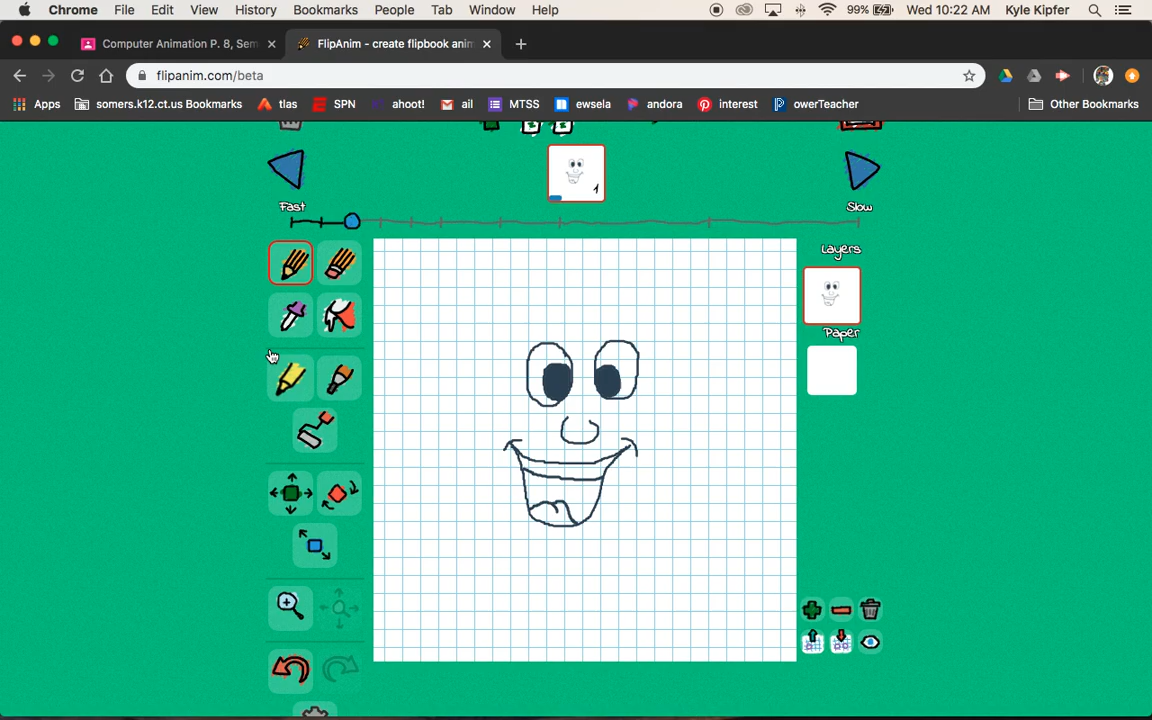 Chrome File Edit View History Bookmarks People Tab Window Help 99% Wed 10:22 AM Kyle Kipfer
Computer Animation P. 8, Sem
FlipAnim - create flipbook anim
flipanim.com/beta
Apps somers.k12.ct.us Bookmarks tlas SPN ahoot! ail MTSS ewsela andora interest owerTeacher Other Bookmarks
1
Fast Slow
Layers
Paper